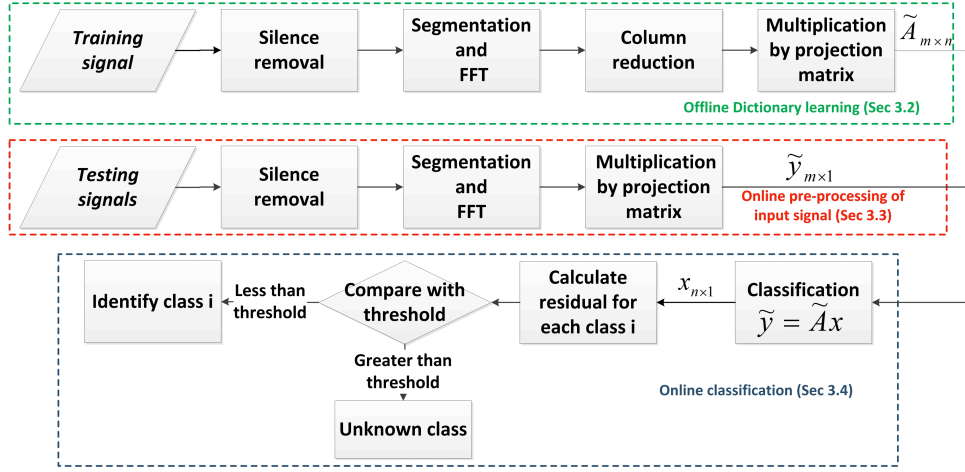 Training
signal
Silence
removal
Segmentation
and
FFT
Column
reduction
Multiplication
by projection
matrix
Ã m×n
Offline Dictionary learning (Sec 3.2)
Testing
signals
Silence
removal
Segmentation
and
FFT
Multiplication
by projection
matrix
ỹ m×1
Online pre-processing of
input signal (Sec 3.3)
Identify class i
Less than
threshold
Compare with
threshold
Calculate
residual for
each class i
x n×1
Classification
ỹ = Ãx
Greater than
threshold
Unknown class
Online classification (Sec 3.4)